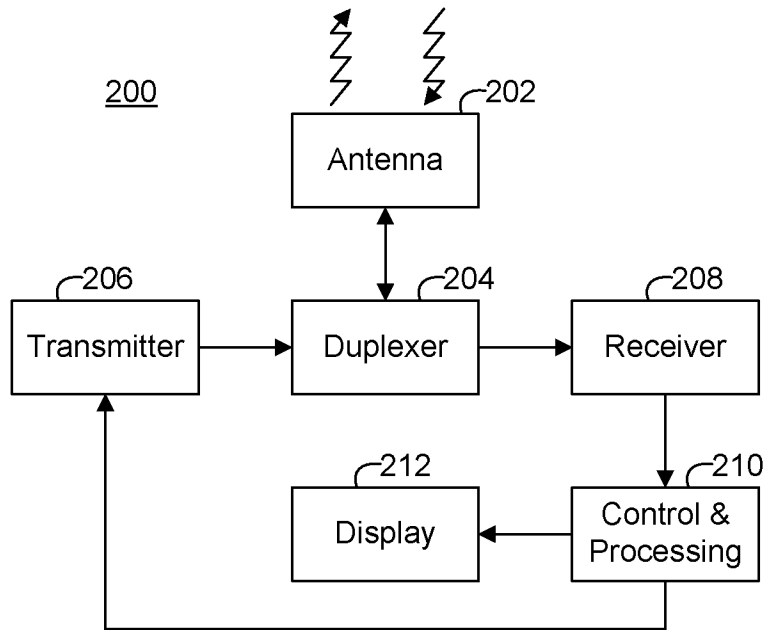 200
202
Antenna
206
204
208
Transmitter
Duplexer
Receiver
212
210
Display
Control &
Processing